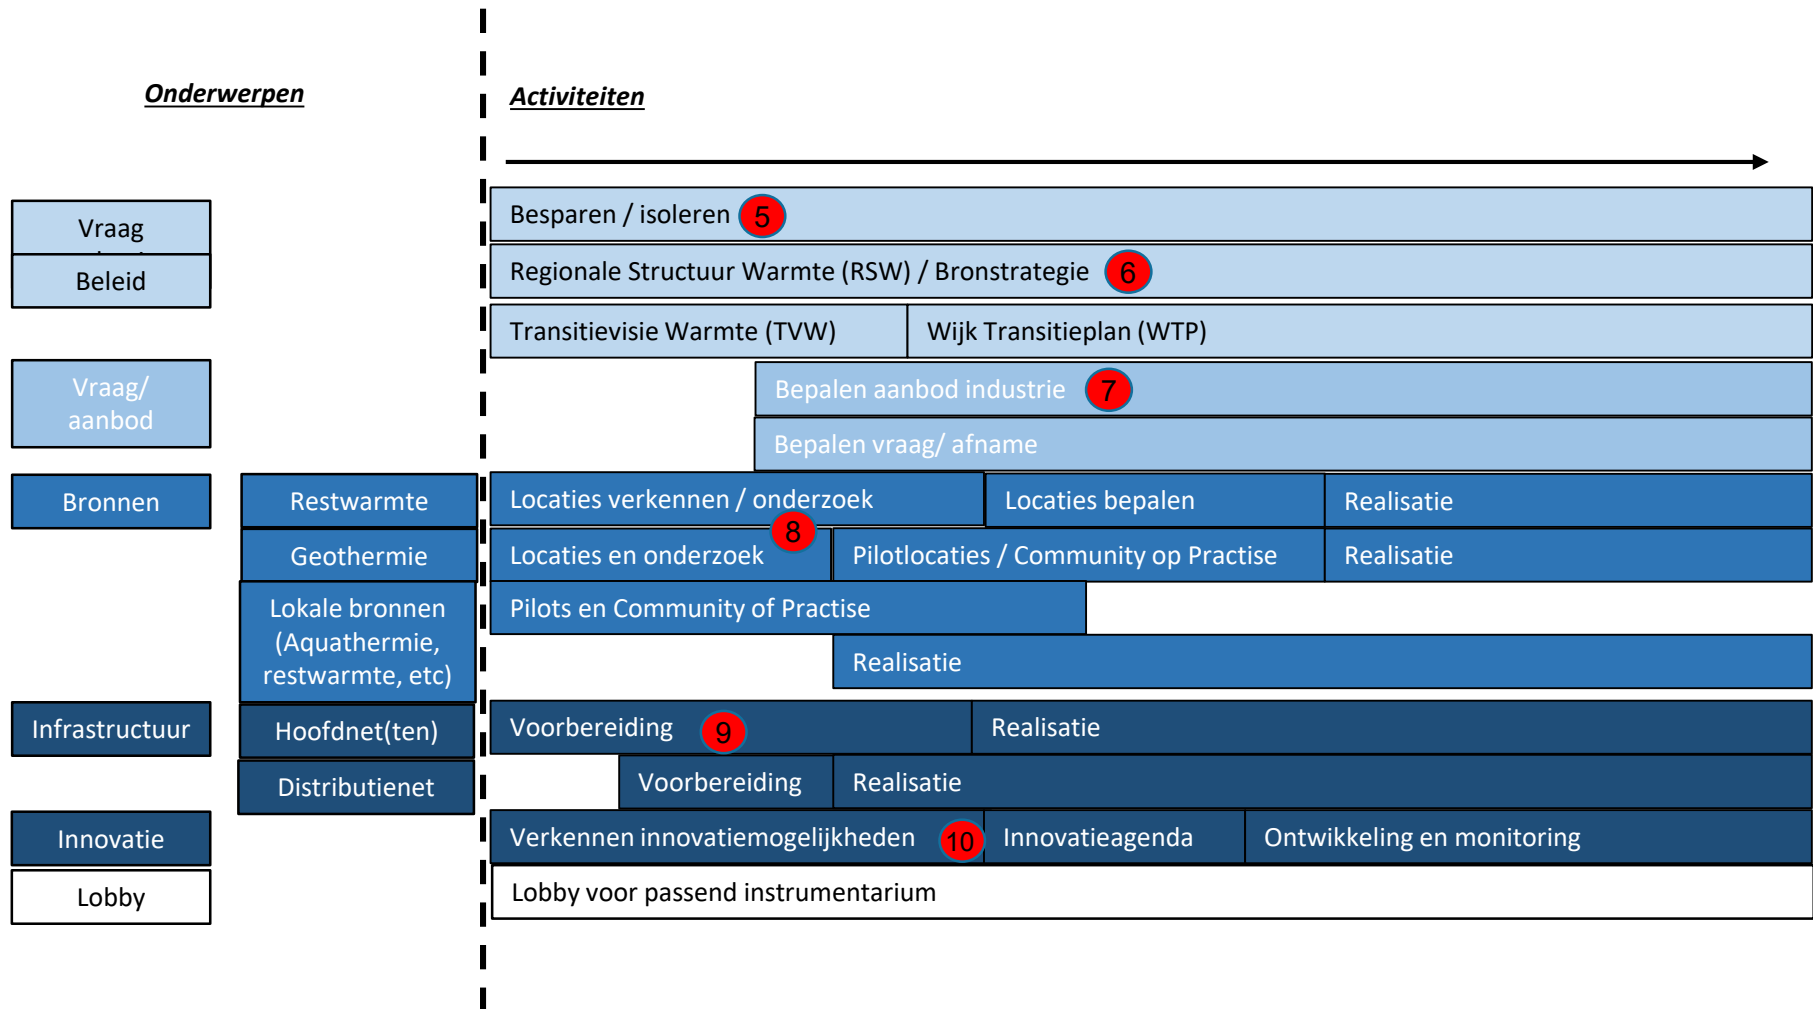 Onderwerpen
Activiteiten
Vraag
Besparen / isoleren 5
Beleid
Regionale Structuur Warmte (RSW) / Bronstrategie 6
Transitievisie Warmte (TVW)
Wijk Transitieplan (WTP)
Vraag/
aanbod
Bepalen aanbod industrie 7
Bepalen vraag/ afname
Bronnen
Restwarmte
Locaties verkennen / onderzoek
Locaties bepalen
Realisatie
8
Geothermie
Locaties en onderzoek
Pilotlocaties / Community op Practise
Realisatie
Lokale bronnen
(Aquathermie,
restwarmte, etc)
Pilots en Community of Practise
Realisatie
Infrastructuur
Hoofdnet(ten)
Voorbereiding 9
Realisatie
Distributienet
Voorbereiding
Realisatie
Innovatie
Verkennen innovatiemogelijkheden 10
Innovatieagenda
Ontwikkeling en monitoring
Lobby
Lobby voor passend instrumentarium